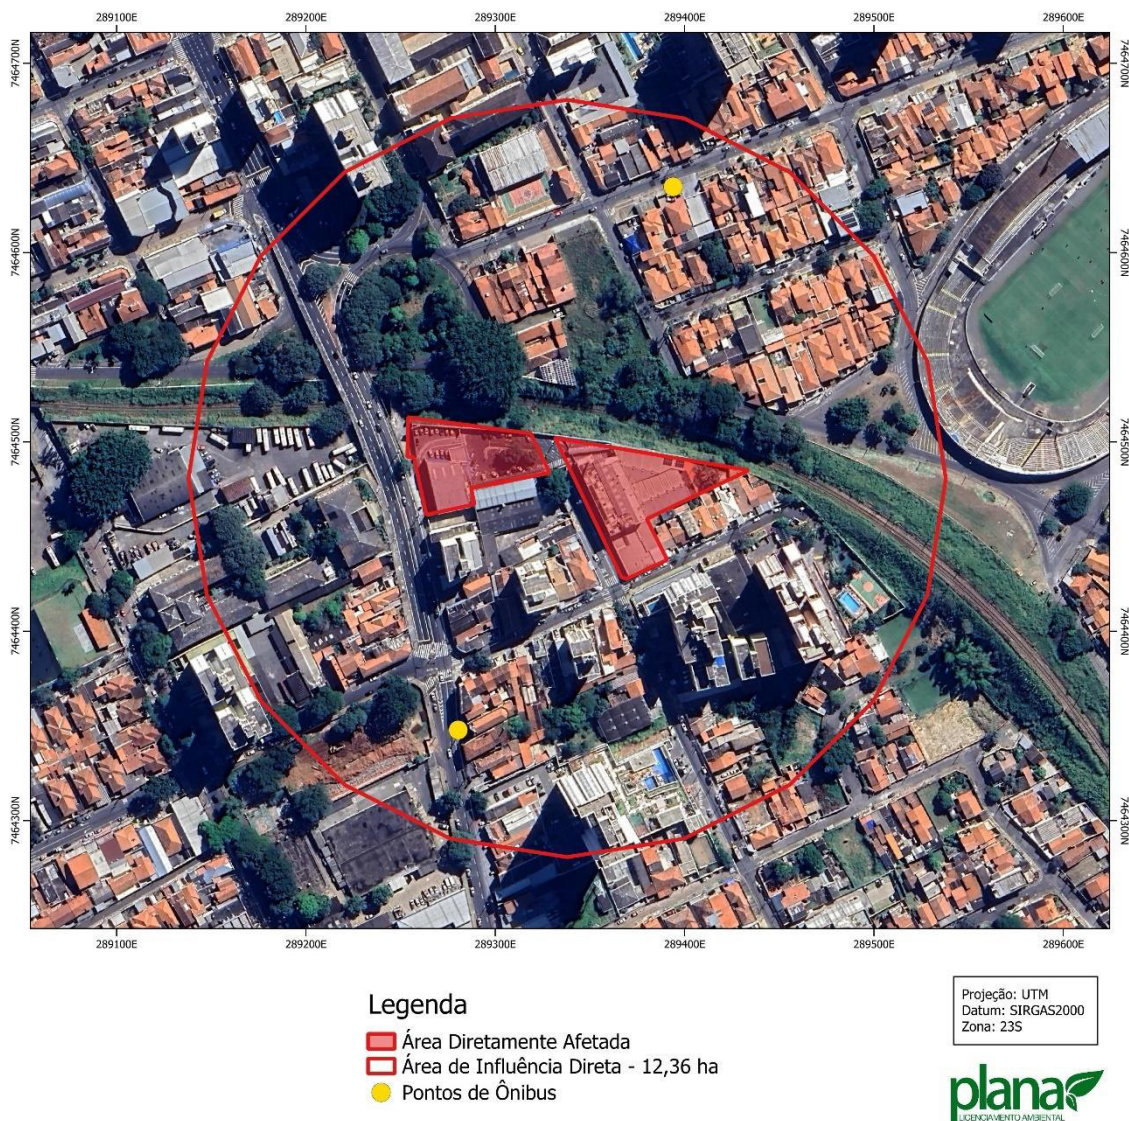 289100E 289200E 289300E 289400E 289500E 289600E
7464700N 7464700N
7464600N 7464600N
7464500N 7464500N
7464400N 7464400N
7464300N 7464300N
289100E 289200E 289300E 289400E 289500E 289600E
Legenda
Área Diretamente Afetada
Área de Influência Direta - 12,36 ha
Pontos de Ônibus
Projeção: UTM
Datum: SIRGAS2000
Zona: 23S
plana
LICENCIAMENTO AMBIENTAL